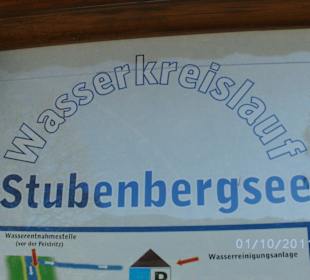 Wasserkreislauf
Stubenbergsee
Wasserentnahmestelle
(vor der Feistritz)
Wasserreinigungsanlage
P
01/10/201